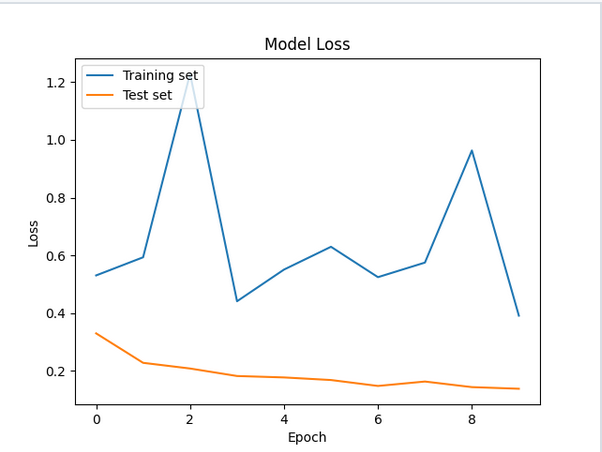 Model Loss
Training set
Test set
1.2
1.0
0.8
0.6
0.4
0.2
Loss
0 2 4 6 8
Epoch